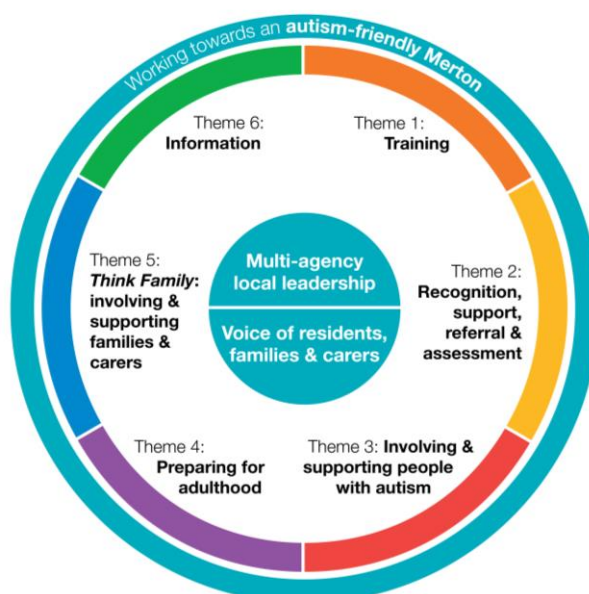 Working towards an autism-friendly Merton
Theme 1:
Training
Theme 2:
Recognition,
support,
referral &
assessment
Theme 3: Involving &
supporting people
with autism
Theme 4:
Preparing for
adulthood
Theme 5:
Think Family:
involving &
supporting
families &
carers
Theme 6:
Information
Multi-agency
local leadership
Voice of residents,
families & carers